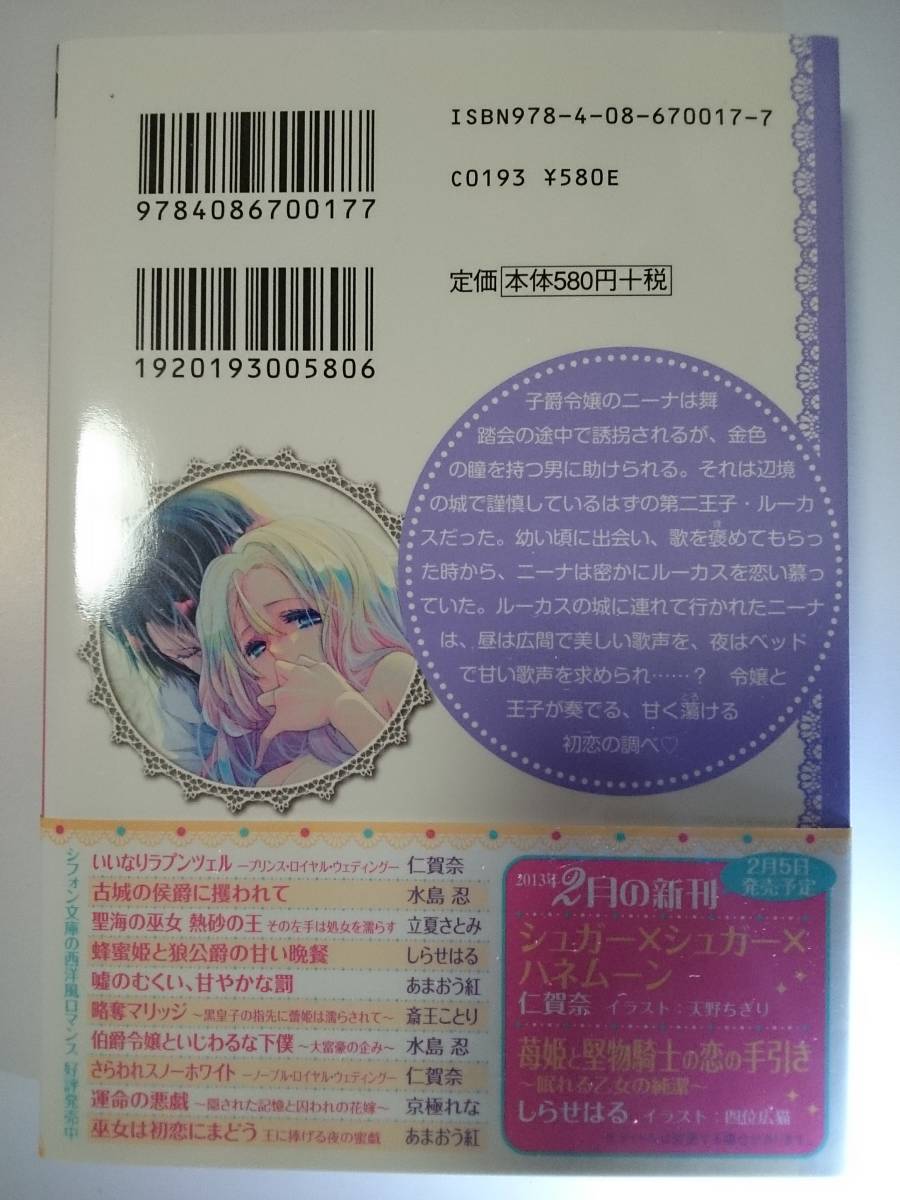 ISBN978-4-08-670017-7
9784086700177
C0193 ¥580E
定価 本体580円+税
1920193005806
子爵令嬢のニーナは舞
踏会の途中で誘拐されるが、金色
の瞳を持つ男に助けられる。それは辺境
の城で謹慎しているはずの第二王子・ルーカ
スだった。幼い頃に出会い、歌を褒めてもらっ
た時から、ニーナは密かにルーカスを恋い慕っ
ていた。ルーカスの城に連れて行かれたニーナ
は、昼は広間で美しい歌声を、夜はベッド
で甘い歌声を求められ……? 令嬢と
王子が奏でる、甘く蕩ける
初恋の調べ♡
シフォン文庫の西洋風ロマンス 好評発売中
いいなりラプンツェル ―プリンス・ロイヤル・ウェディング― 仁賀奈
古城の侯爵に攫われて 水島 忍
聖海の巫女 熱砂の王 その左手は処女を濡らす 立夏さとみ
蜂蜜姫と狼公爵の甘い晩餐 しらせはる
嘘のむくい、甘やかな罰 あまおう紅
略奪マリッジ ~黒皇子の指先に蕾姫は濡らされて~ 斎王ことり
伯爵令嬢といじわるな下僕 ~大富豪の企み~ 水島 忍
さらわれスノーホワイト ―ノーブル・ロイヤル・ウェディング― 仁賀奈
運命の悪戯 ~隠された記憶と囚われの花嫁~ 京極れな
巫女は初恋にまどう 王に捧げる夜の蜜戯 あまおう紅
2013年2月の新刊
2月5日
発売予定
シュガー×シュガー×
ハネムーン
仁賀奈 イラスト:天野ちぎり
苺姫と堅物騎士の恋の手引き
~眠れる乙女の純潔~
しらせはる イラスト:四位広猫